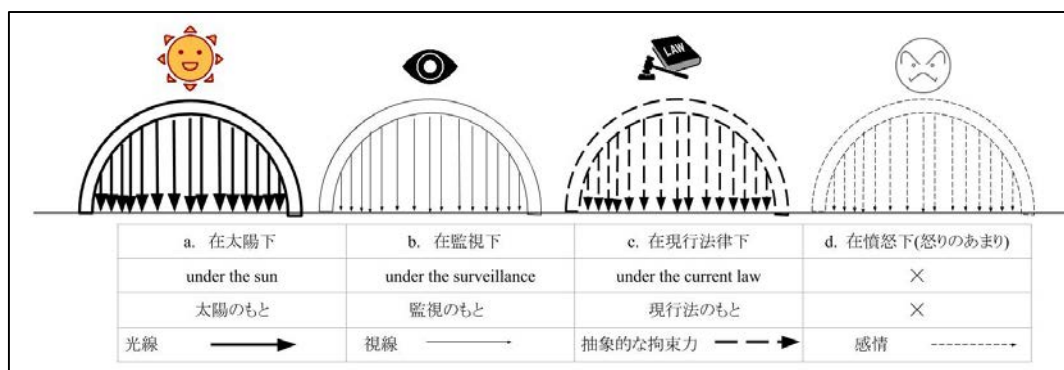 LAW
a. 在太陽下 b. 在監視下 c. 在現行法律下 d. 在憤怒下(怒りのあまり)
under the sun under the surveillance under the current law ×
太陽のもと 監視のもと 現行法のもと ×
光線 視線 抽象的な拘束力 感情